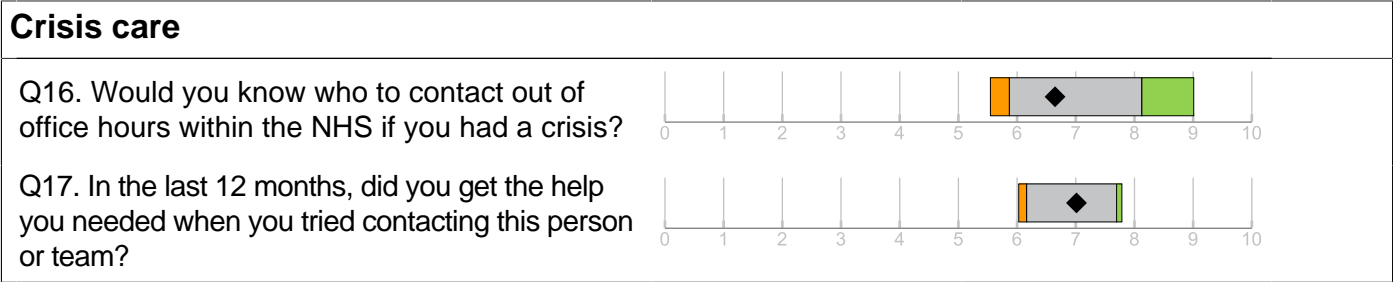 Crisis care
Q16. Would you know who to contact out of
office hours within the NHS if you had a crisis?
0 1 2 3 4 5 6 7 8 9 10
Q17. In the last 12 months, did you get the help
you needed when you tried contacting this person
or team?
0 1 2 3 4 5 6 7 8 9 10